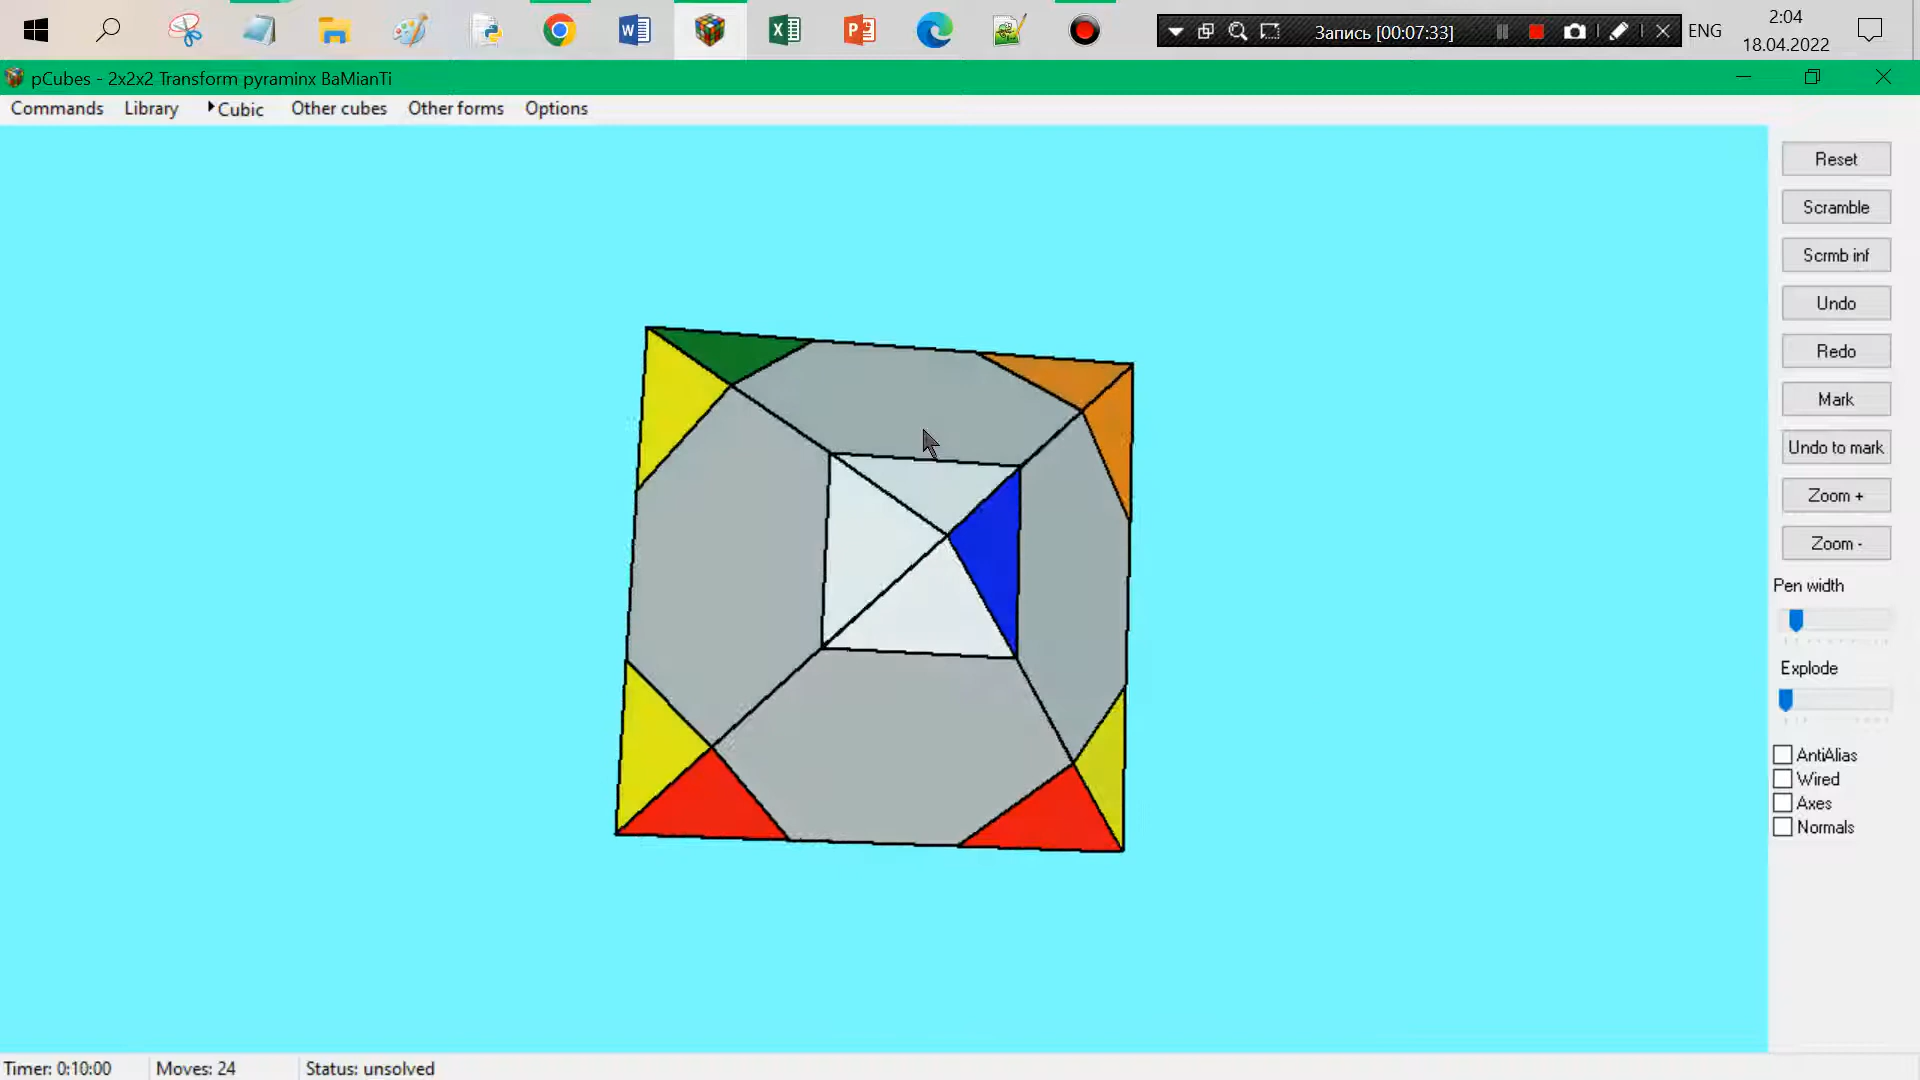 Запись [00:07:33]
ENG
2:04
18.04.2022
pCubes - 2x2x2 Transform pyraminx BaMianTi
Commands Library Cubic Other cubes Other forms Options
Reset
Scramble
Scrmb inf
Undo
Redo
Mark
Undo to mark
Zoom +
Zoom -
Pen width
Explode
AntiAlias
Wired
Axes
Normals
Timer: 0:10:00 Moves: 24 Status: unsolved